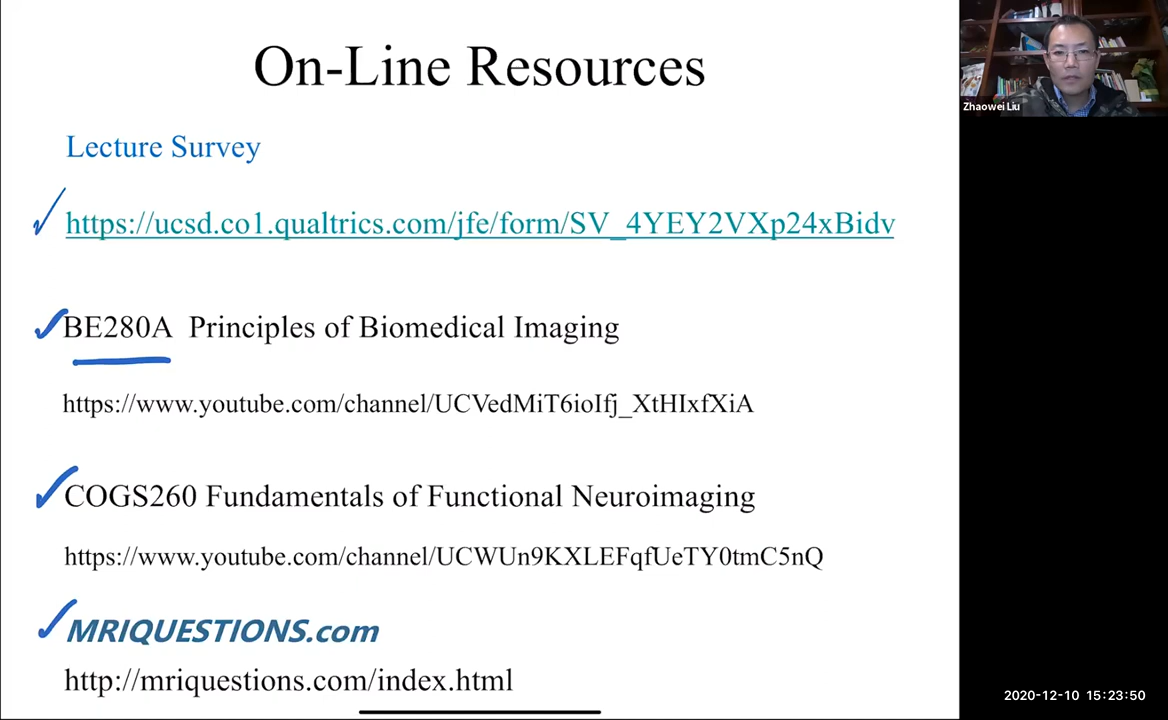 On-Line Resources
Zhaowei Liu
Lecture Survey
https://ucsd.co1.qualtrics.com/jfe/form/SV_4YEY2VXp24xBidv
BE280A Principles of Biomedical Imaging
https://www.youtube.com/channel/UCVedMiT6ioIfj_XtHIxfXiA
COGS260 Fundamentals of Functional Neuroimaging
https://www.youtube.com/channel/UCWUn9KXLEFqfUeTY0tmC5nQ
MRIQUESTIONS.com
http://mriquestions.com/index.html
2020-12-10 15:23:50